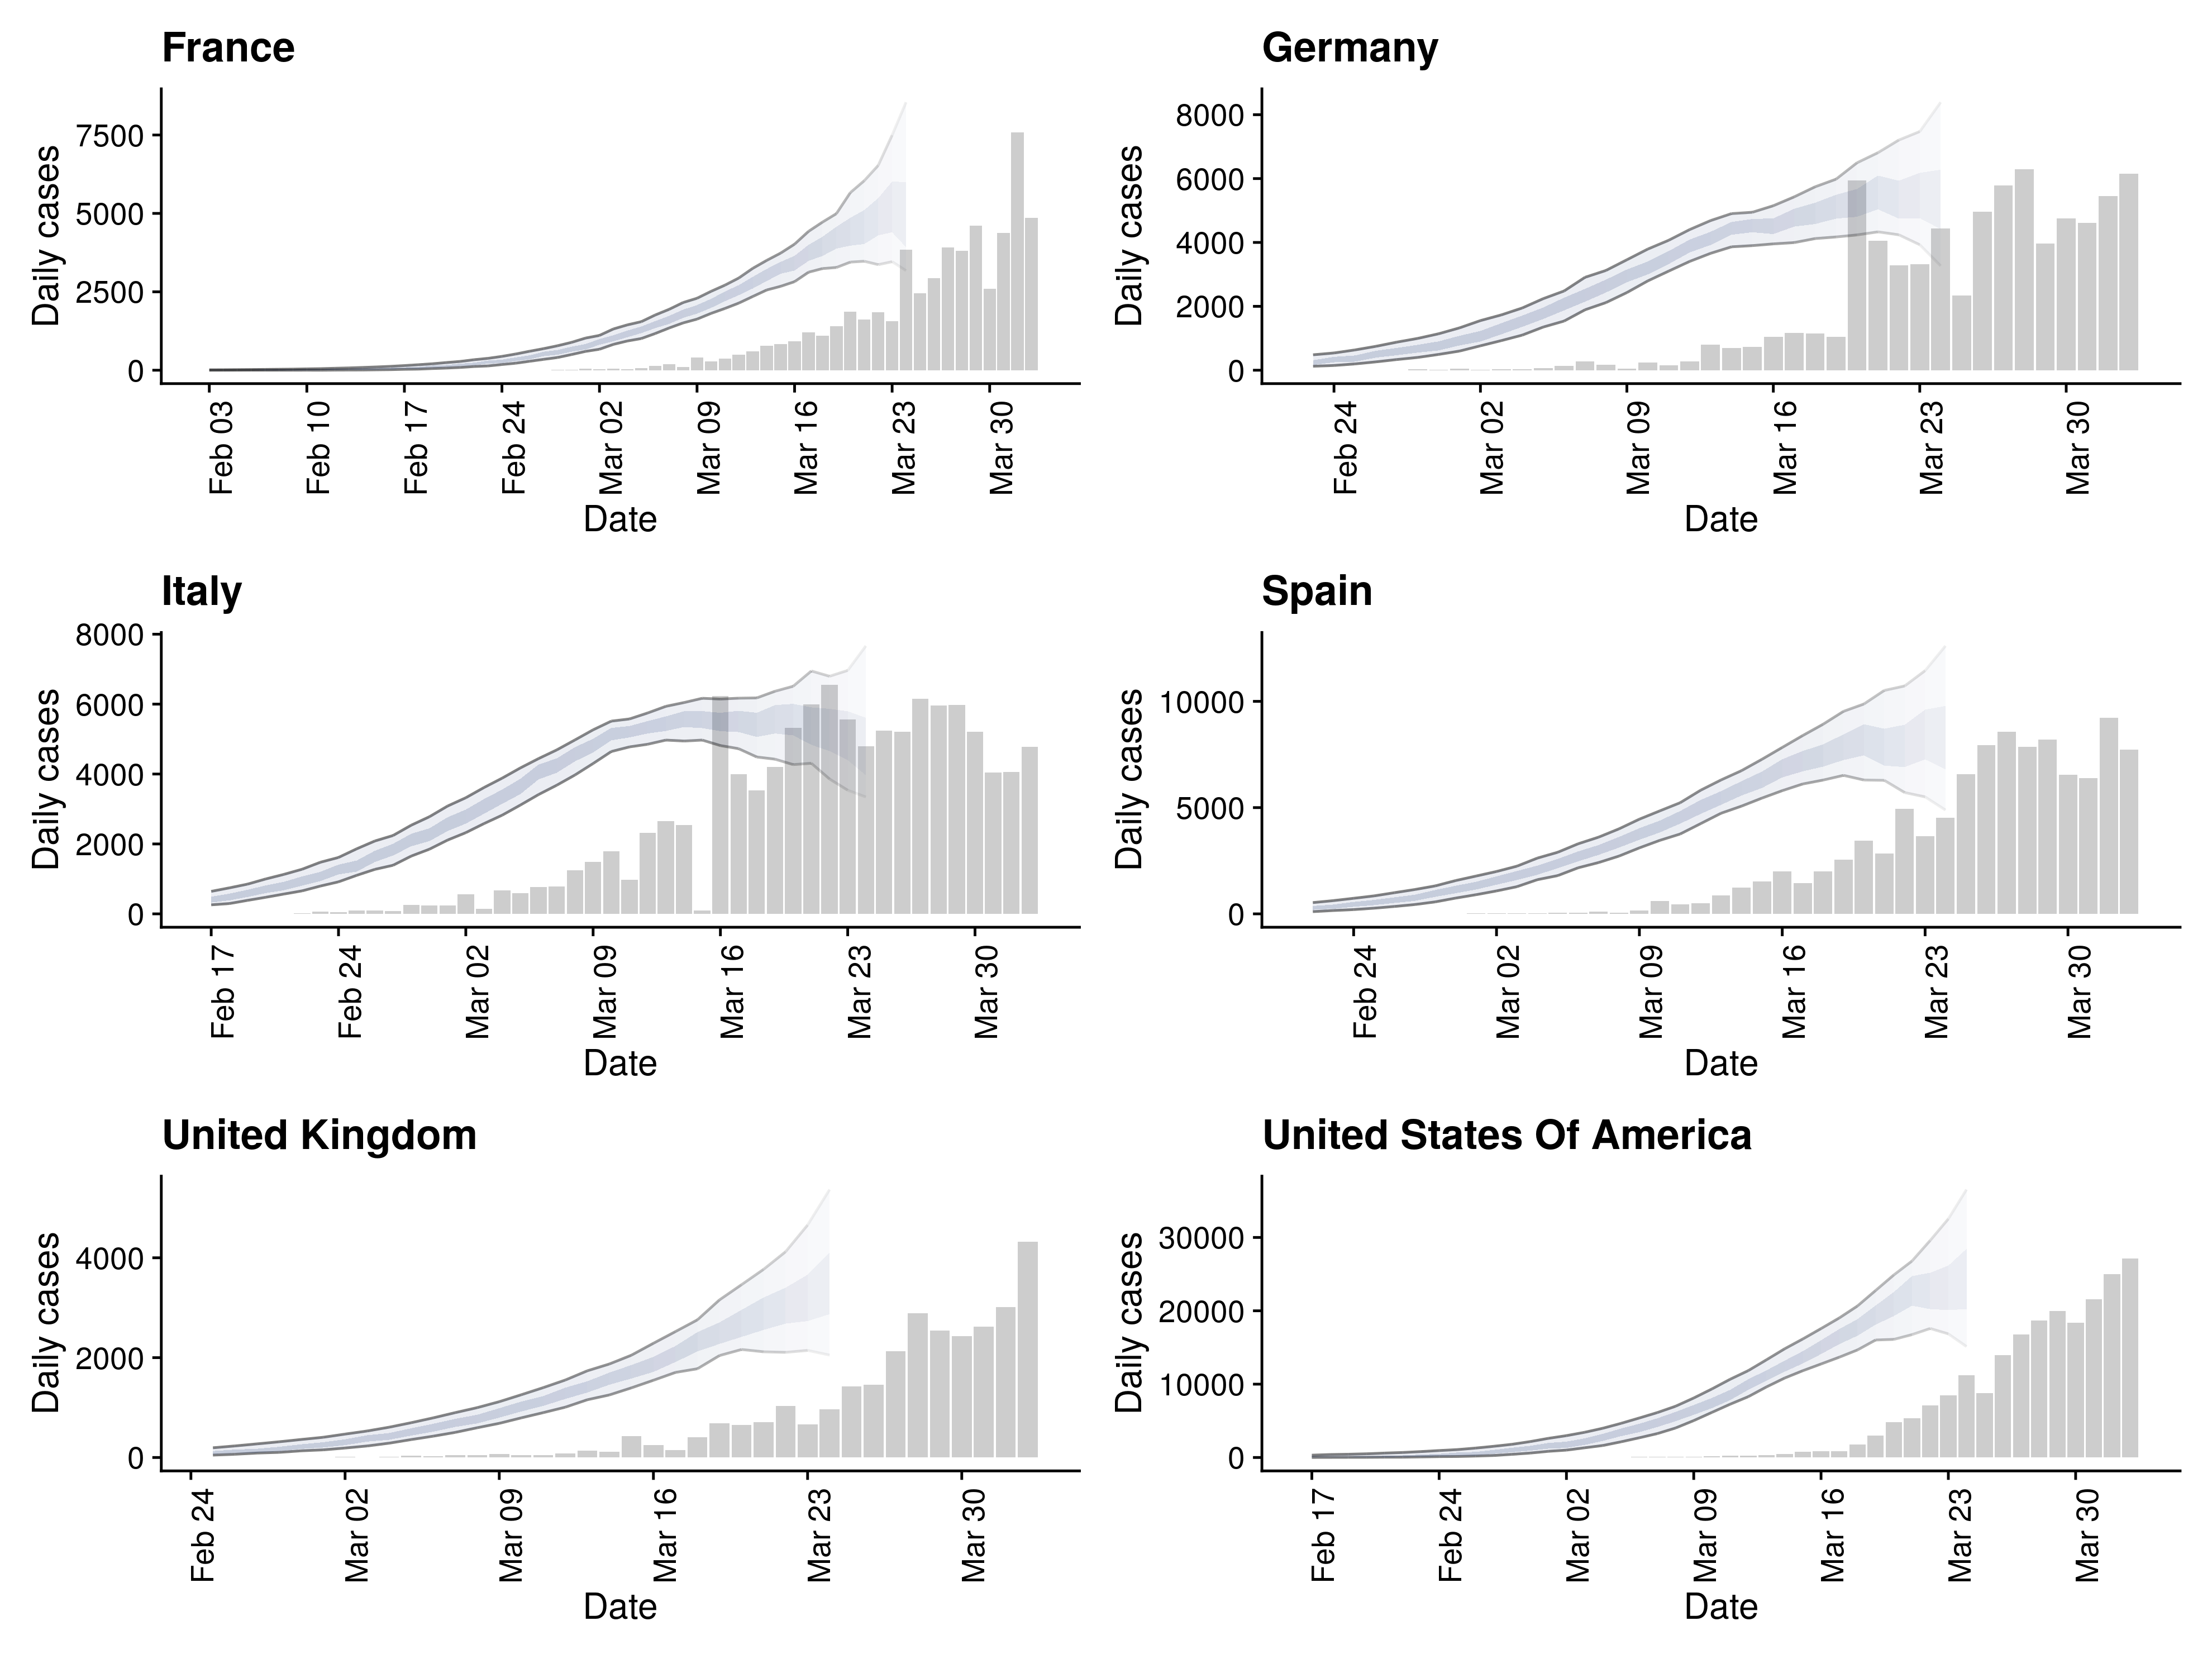 France
Daily cases
7500
5000
2500
0
Feb 03
Feb 10
Feb 17
Feb 24
Mar 02
Mar 09
Mar 16
Mar 23
Mar 30
Date
Germany
Daily cases
8000
6000
4000
2000
0
Feb 24
Mar 02
Mar 09
Mar 16
Mar 23
Mar 30
Date
Italy
Daily cases
8000
6000
4000
2000
0
Feb 17
Feb 24
Mar 02
Mar 09
Mar 16
Mar 23
Mar 30
Date
Spain
Daily cases
10000
5000
0
Feb 24
Mar 02
Mar 09
Mar 16
Mar 23
Mar 30
Date
United Kingdom
Daily cases
4000
2000
0
Feb 24
Mar 02
Mar 09
Mar 16
Mar 23
Mar 30
Date
United States Of America
Daily cases
30000
20000
10000
0
Feb 17
Feb 24
Mar 02
Mar 09
Mar 16
Mar 23
Mar 30
Date